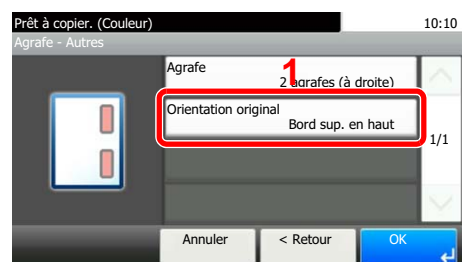 Prêt à copier. (Couleur)
10:10
Agrafe - Autres
Agrafe
1
2 agrafes (à droite)
Orientation original
Bord sup. en haut
1/1
Annuler
< Retour
OK